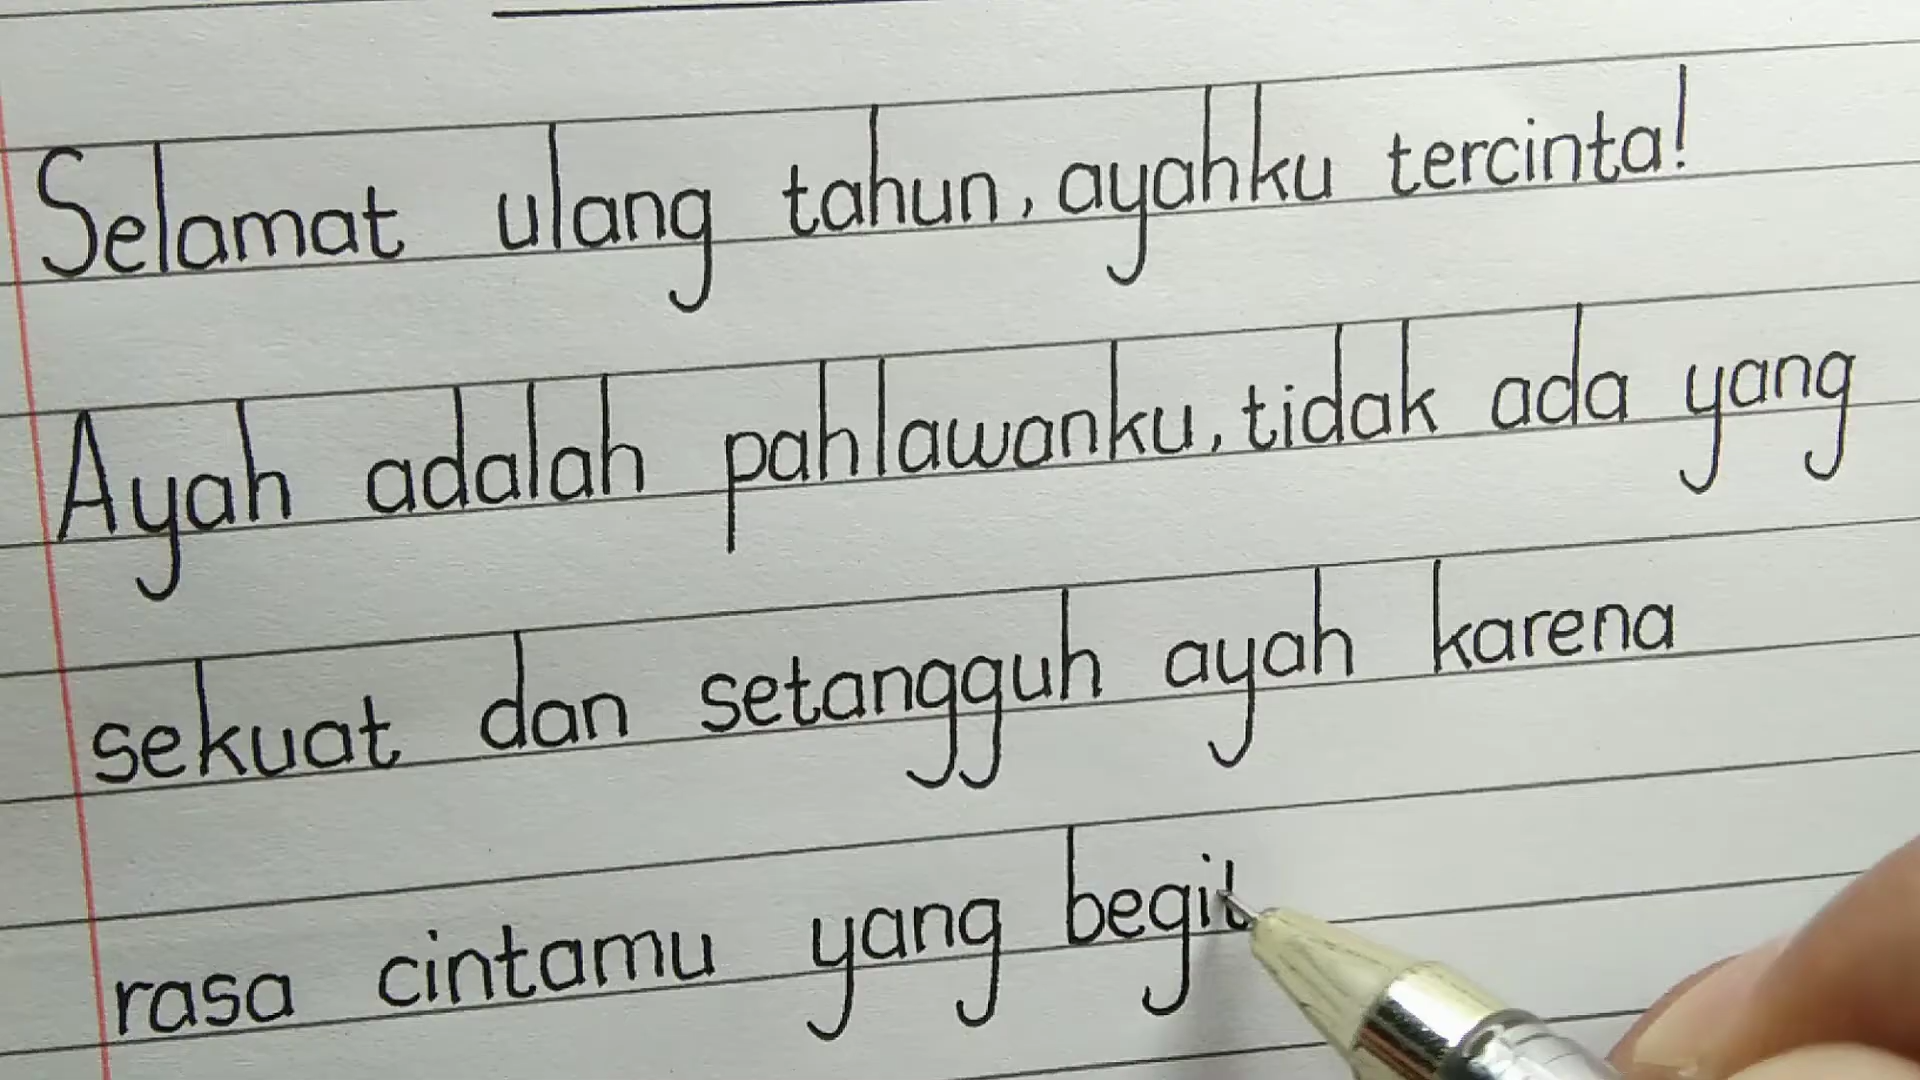 Selamat ulang tahun, ayahku tercinta!
Ayah adalah pahlawanku, tidak ada yang
sekuat dan setangguh ayah karena
rasa cintamu yang begit